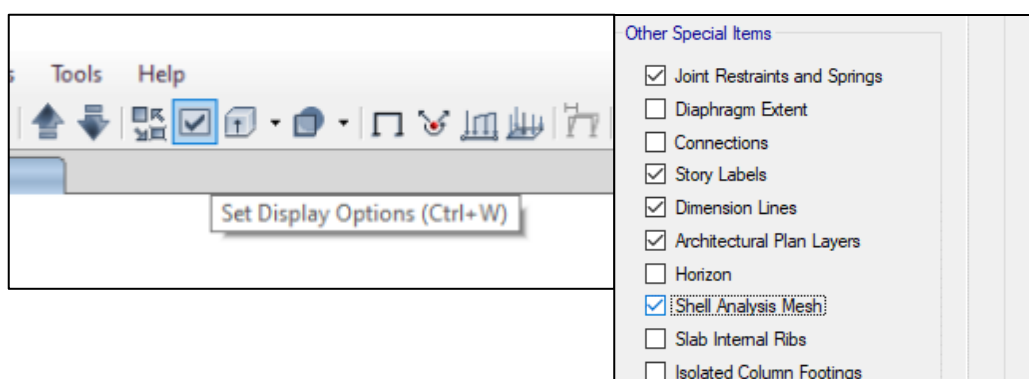 Tools Help
Set Display Options (Ctrl+W)
Other Special Items
Joint Restraints and Springs
Diaphragm Extent
Connections
Story Labels
Dimension Lines
Architectural Plan Layers
Horizon
Shell Analysis Mesh
Slab Internal Ribs
Isolated Column Footings